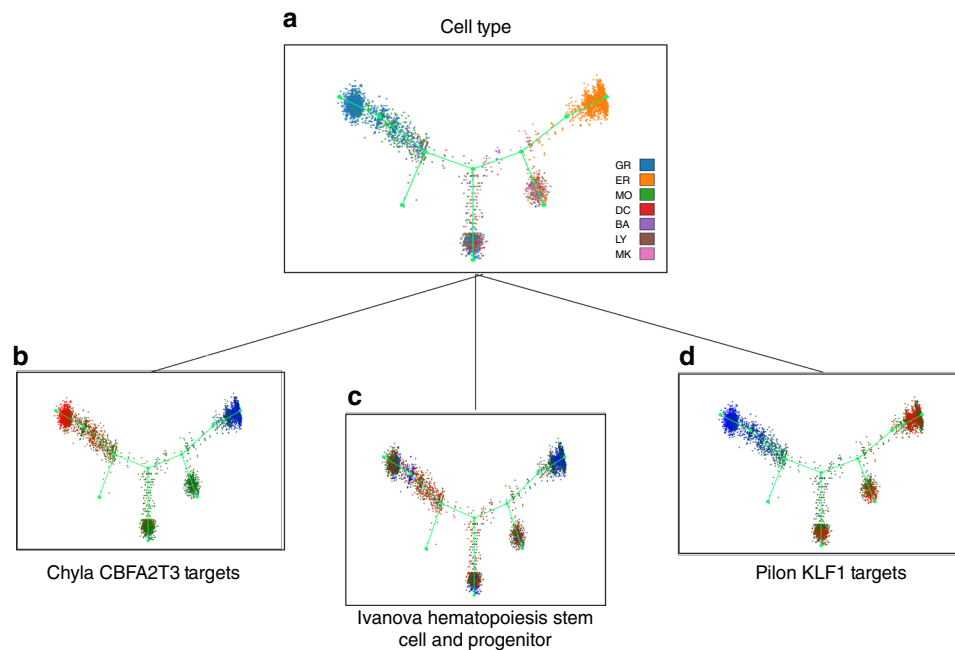 a
Cell type
GR
ER
MO
DC
BA
LY
MK
b
c
d
Chyla CBFA2T3 targets
Ivanova hematopoiesis stem
cell and progenitor
Pilon KLF1 targets